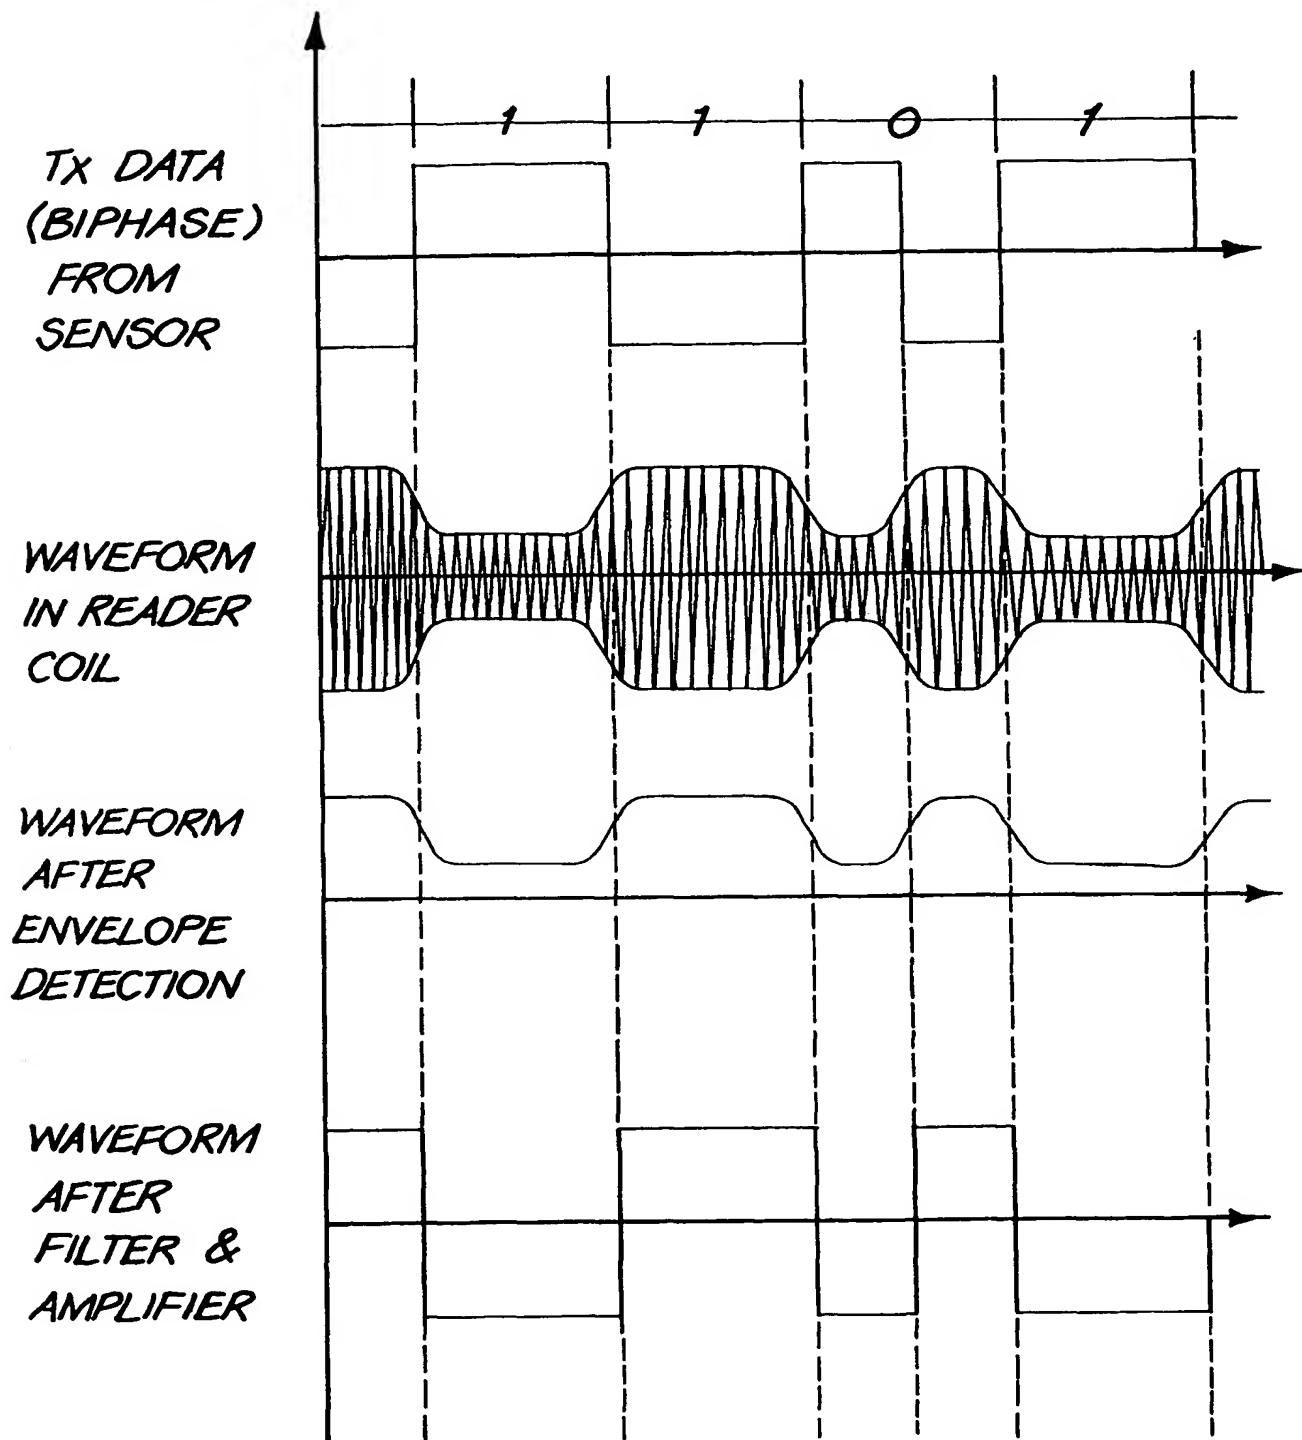 1 1 0 1
TX DATA
(BIPHASE)
FROM
SENSOR
WAVEFORM
IN READER
COIL
WAVEFORM
AFTER
ENVELOPE
DETECTION
WAVEFORM
AFTER
FILTER &
AMPLIFIER